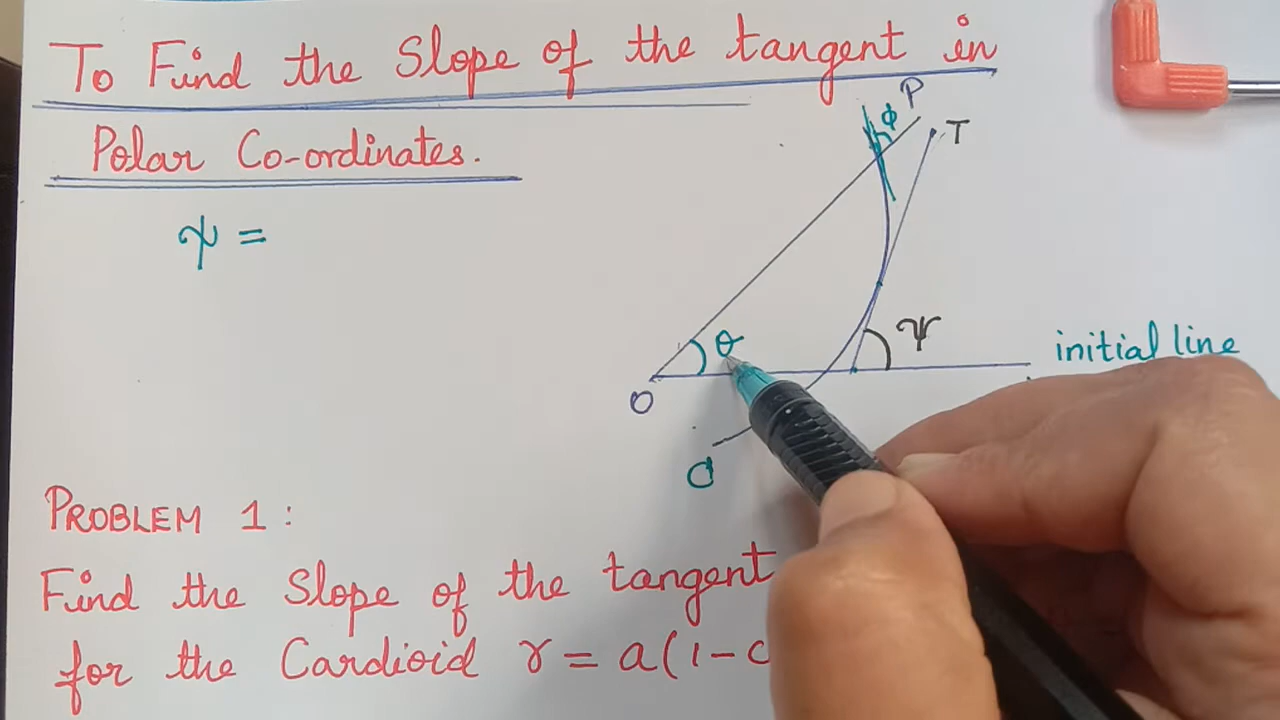 To Find the Slope of the tangent in
Polar Co-ordinates.
ψ =
P
ϕ
T
θ
ψ
initial line
O
C
PROBLEM 1 :
Find the Slope of the tangent
for the Cardioid r = a(1-c